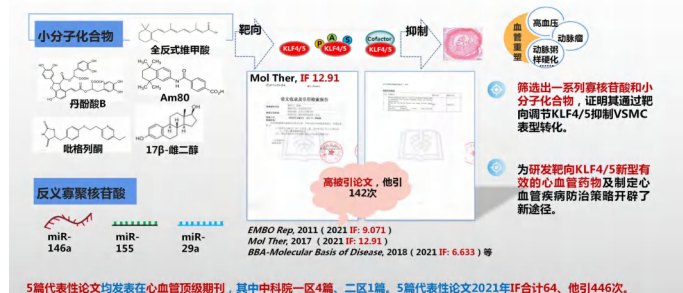 小分子化合物
全反式维甲酸
丹酚酸B
Am80
吡格列酮
17β-雌二醇
反义寡聚核苷酸
miR-
146a
miR-
155
miR-
29a
靶向
KLF4/5
P A S
KLF4/5
Cofactor
KLF4/5
抑制
血管重塑
高血压
动脉瘤
动脉粥
样硬化
Mol Ther, IF 12.91
高被引论文，他引
142次
EMBO Rep, 2011（2021 IF: 9.071）
Mol Ther, 2017 （2021 IF: 12.91）
BBA-Molecular Basis of Disease, 2018（2021 IF: 6.633）等
筛选出一系列寡核苷酸和小
分子化合物，证明其通过靶
向调节KLF4/5抑制VSMC
表型转化。
为研发靶向KLF4/5新型有
效的心血管药物及制定心
血管疾病防治策略开辟了
新途径。
5篇代表性论文均发表在心血管顶级期刊，其中中科院一区4篇、二区1篇。5篇代表性论文2021年IF合计64、他引446次。